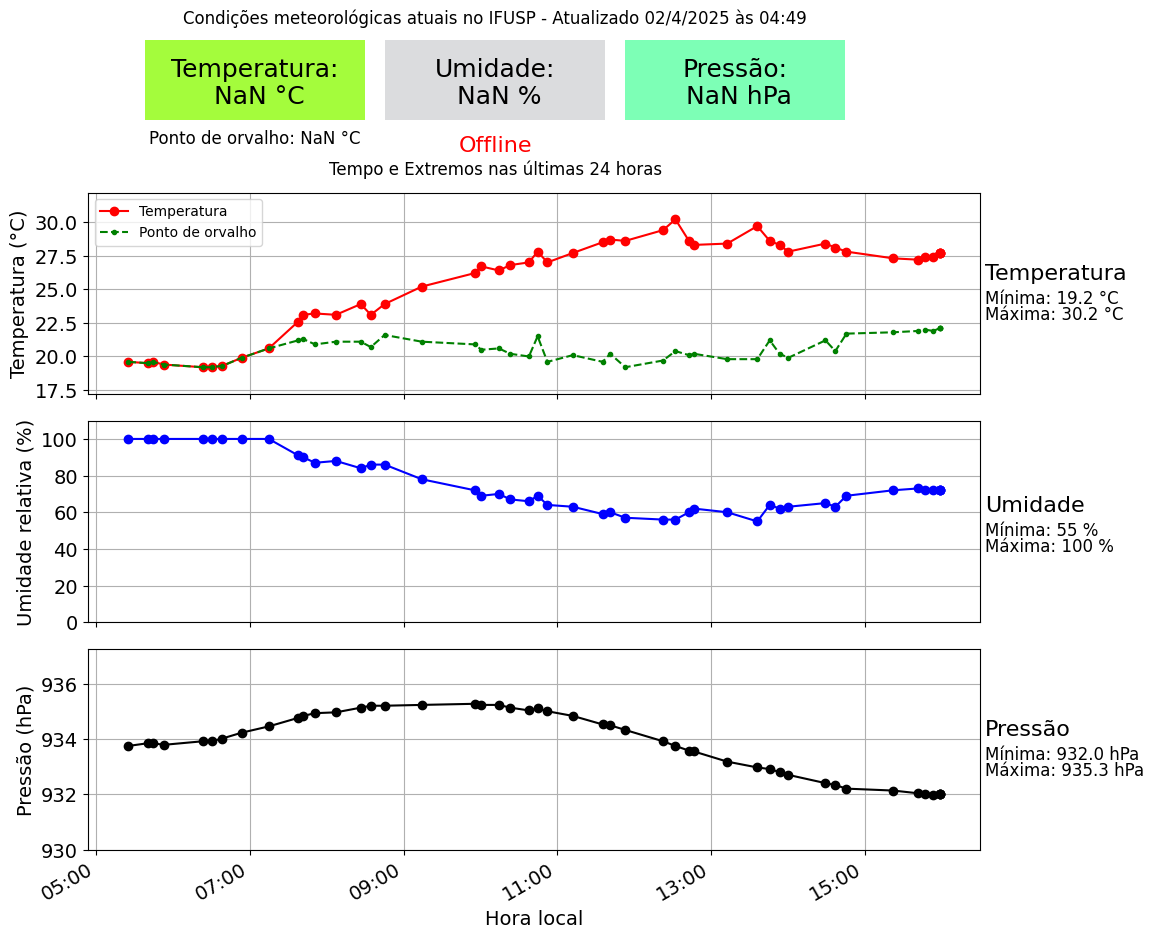 Condições meteorológicas atuais no IFUSP - Atualizado 02/4/2025 às 04:49
Temperatura:
NaN °C
Umidade:
NaN %
Pressão:
NaN hPa
Ponto de orvalho: NaN °C
Offline
Tempo e Extremos nas últimas 24 horas
Temperatura (°C)
30.0
27.5
25.0
22.5
20.0
17.5
Temperatura
Ponto de orvalho
Temperatura
Mínima: 19.2 °C
Máxima: 30.2 °C
Umidade relativa (%)
100
80
60
40
20
0
Umidade
Mínima: 55 %
Máxima: 100 %
Pressão (hPa)
936
934
932
930
Pressão
Mínima: 932.0 hPa
Máxima: 935.3 hPa
05:00
07:00
09:00
11:00
13:00
15:00
Hora local